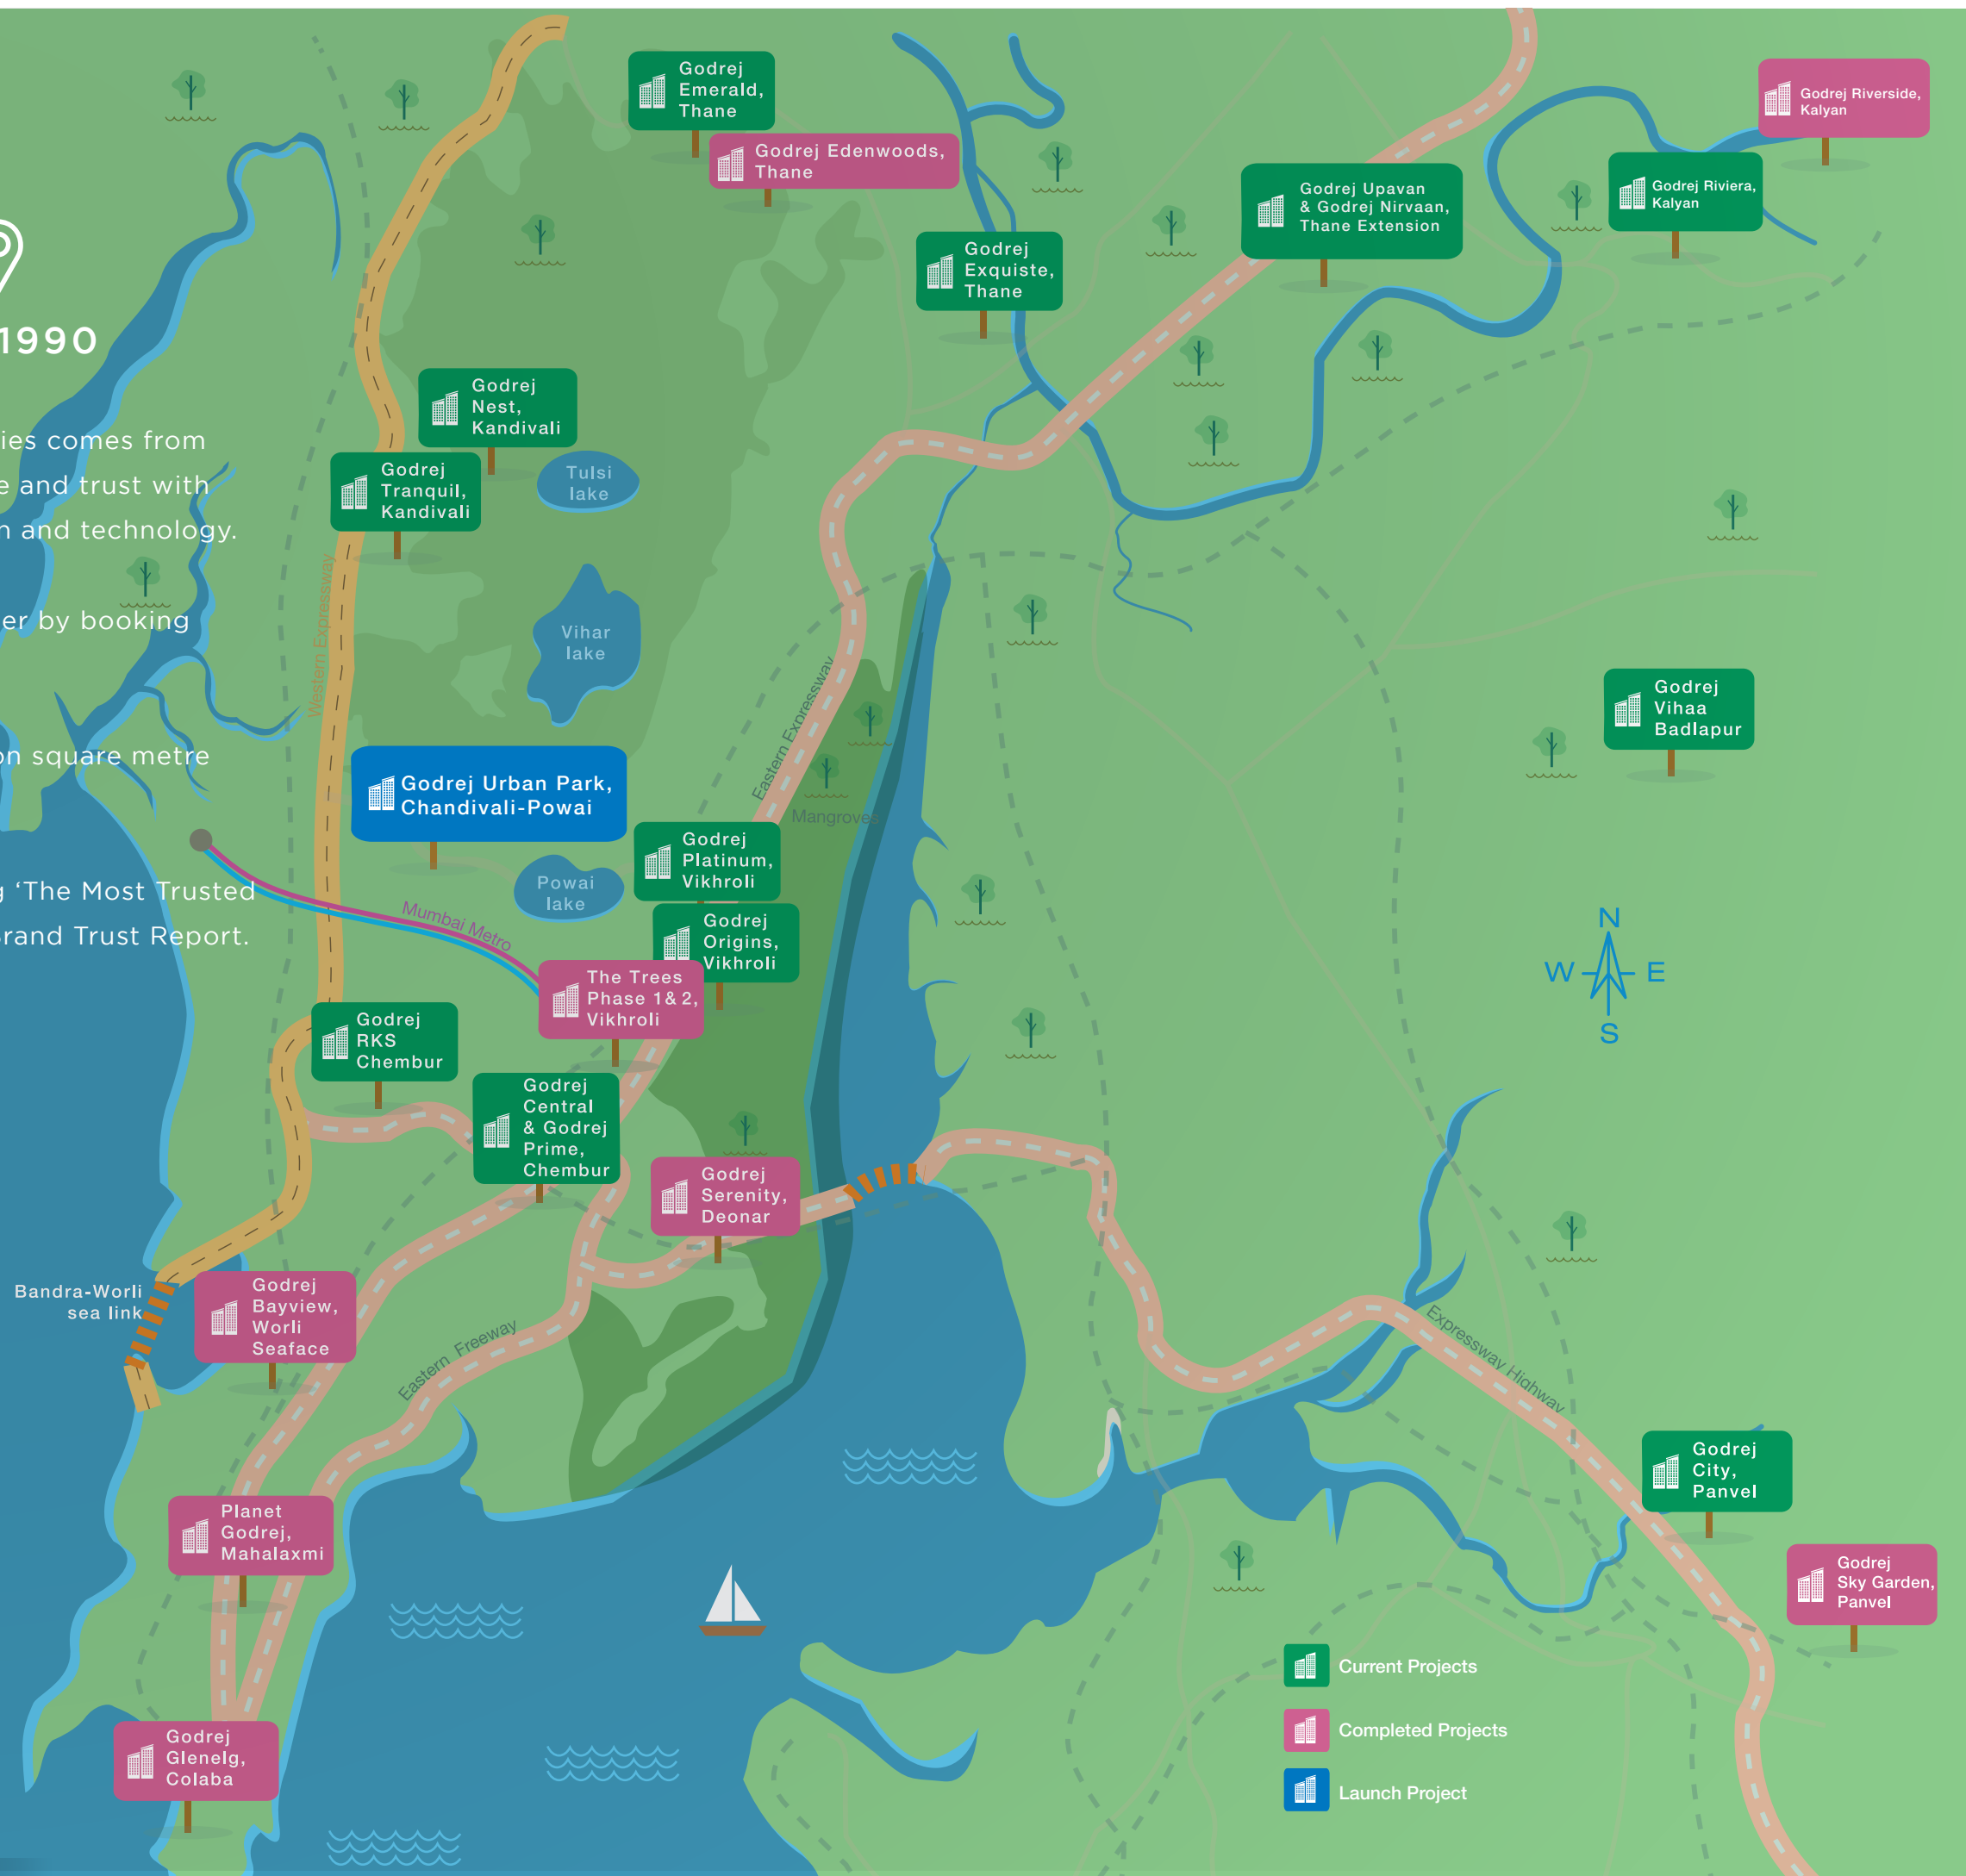 1990
ies comes from
e and trust with
n and technology.
er by booking
on square metre
g ‘The Most Trusted
Brand Trust Report.
Godrej
Emerald,
Thane
Godrej Edenwoods,
Thane
Godrej Riverside,
Kalyan
Godrej Riviera,
Kalyan
Godrej Upavan
& Godrej Nirvaan,
Thane Extension
Godrej
Exquiste,
Thane
Godrej
Nest,
Kandivali
Godrej
Tranquil,
Kandivali
Tulsi
lake
Western Expressway
Vihar
lake
Eastern Expressway
Mangroves
Godrej
Vihaa
Badlapur
Godrej Urban Park,
Chandivali-Powai
Powai
lake
Godrej
Platinum,
Vikhroli
Mumbai Metro
Godrej
Origins,
Vikhroli
The Trees
Phase 1 & 2,
Vikhroli
N
W E
S
Godrej
RKS
Chembur
Godrej
Central
& Godrej
Prime,
Chembur
Godrej
Serenity,
Deonar
Bandra-Worli
sea link
Godrej
Bayview,
Worli
Seaface
Eastern Freeway
Expressway Highway
Godrej
City,
Panvel
Planet
Godrej,
Mahalaxmi
Godrej
Sky Garden,
Panvel
Godrej
Glenelg,
Colaba
Current Projects
Completed Projects
Launch Project